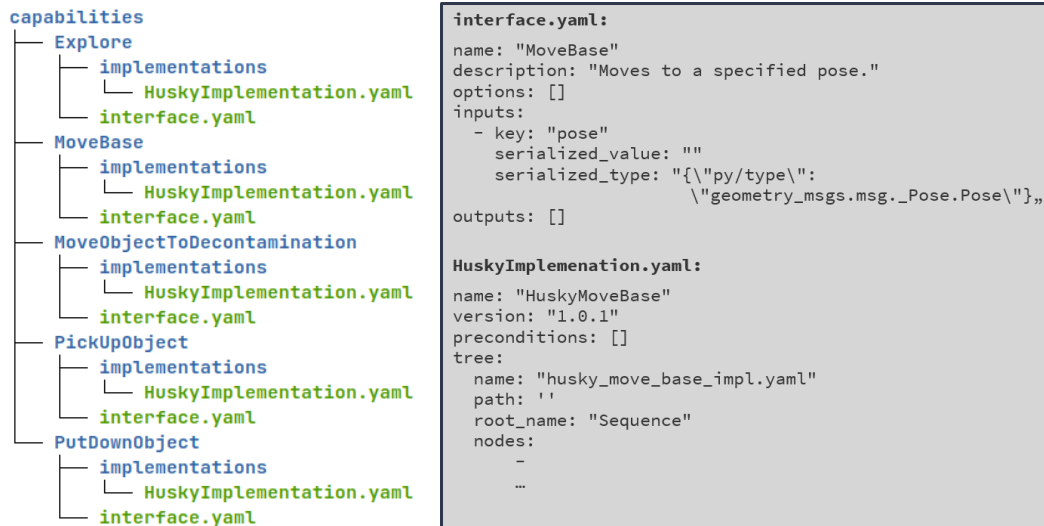 capabilities
Explore
implementations
HuskyImplementation.yaml
interface.yaml
MoveBase
implementations
HuskyImplementation.yaml
interface.yaml
MoveObjectToDecontamination
implementations
HuskyImplementation.yaml
interface.yaml
PickUpObject
implementations
HuskyImplementation.yaml
interface.yaml
PutDownObject
implementations
HuskyImplementation.yaml
interface.yaml
interface.yaml:
name: "MoveBase"
description: "Moves to a specified pose."
options: []
inputs:
- key: "pose"
serialized_value: ""
serialized_type: "{\"py/type\":
\"geometry_msgs.msg._Pose.Pose\"}„
outputs: []
HuskyImplemenation.yaml:
name: "HuskyMoveBase"
version: "1.0.1"
preconditions: []
tree:
name: "husky_move_base_impl.yaml"
path: ''
root_name: "Sequence"
nodes:
-
…